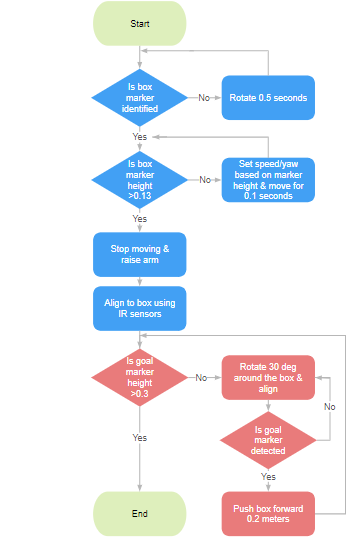 Start
Is box
marker
identified
No
Rotate 0.5 seconds
Yes
Is box
marker
height
>0.13
No
Set speed/yaw
based on marker
height & move for
0.1 seconds
Yes
Stop moving &
raise arm
Align to box using
IR sensors
Is goal
marker
height
>0.3
No
Rotate 30 deg
around the box &
align
No
Is goal
marker
detected
Yes
Yes
Push box forward
0.2 meters
End